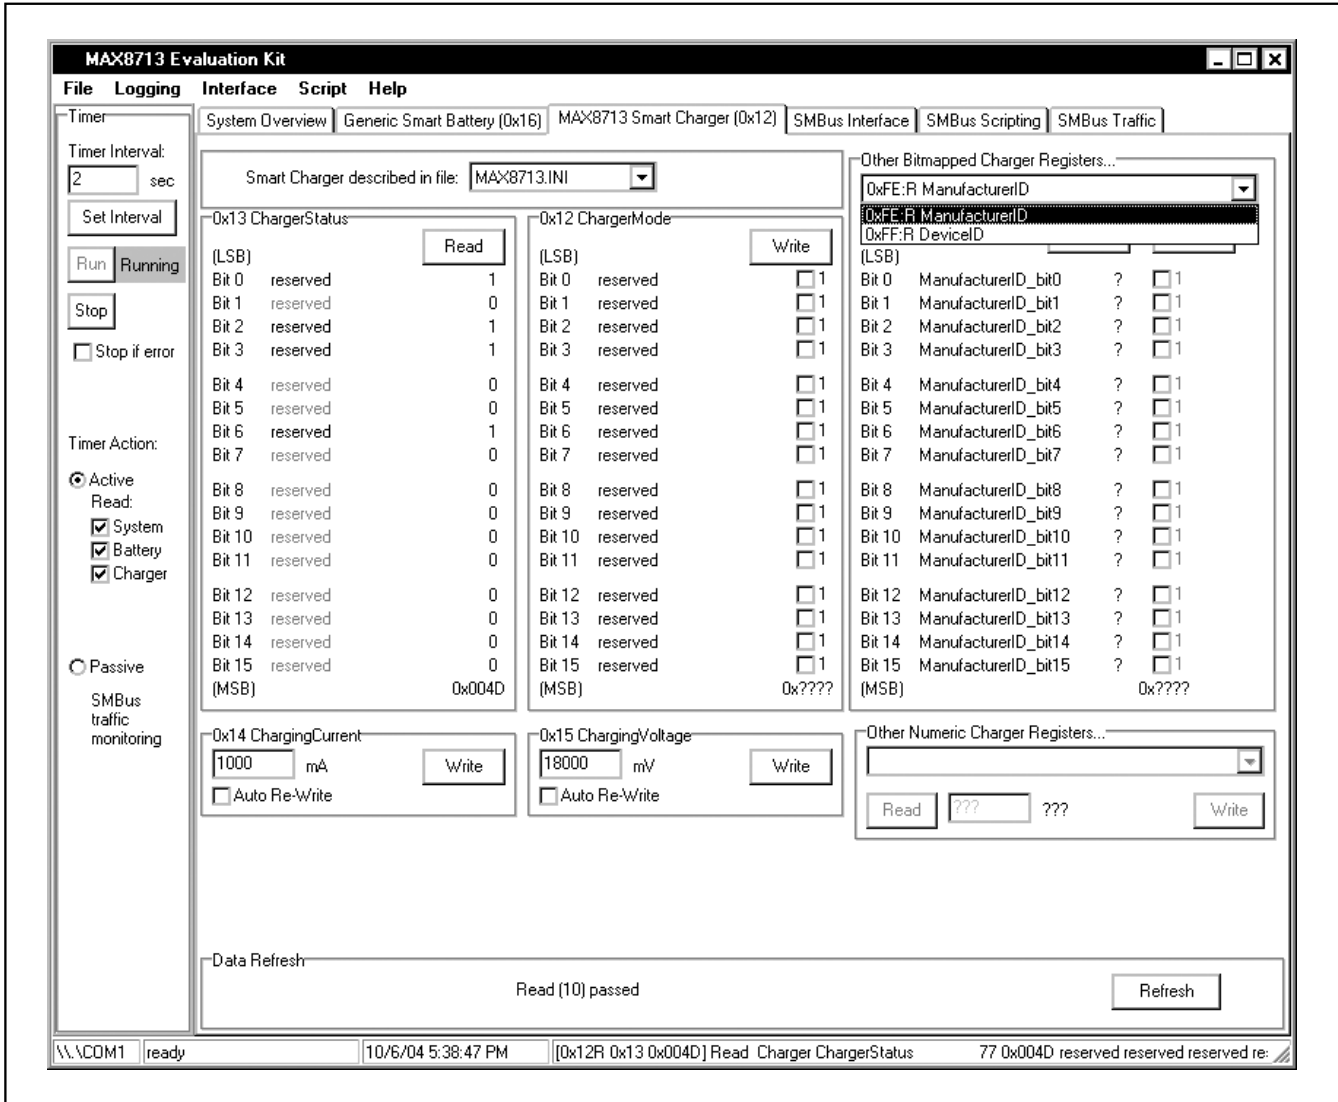 MAX8713 Evaluation Kit
File Logging Interface Script Help
System Overview Generic Smart Battery (0x16) MAX8713 Smart Charger (0x12) SMBus Interface SMBus Scripting SMBus Traffic
Timer
Timer Interval:
2 sec
Set Interval
Run Running
Stop
Stop if error
Timer Action:
Active
Read:
System
Battery
Charger
Passive
SMBus
traffic
monitoring
Smart Charger described in file: MAX8713.INI
0x13 ChargerStatus
Read
(LSB)
Bit 0 reserved 1
Bit 1 reserved 0
Bit 2 reserved 1
Bit 3 reserved 1
Bit 4 reserved 0
Bit 5 reserved 0
Bit 6 reserved 1
Bit 7 reserved 0
Bit 8 reserved 0
Bit 9 reserved 0
Bit 10 reserved 0
Bit 11 reserved 0
Bit 12 reserved 0
Bit 13 reserved 0
Bit 14 reserved 0
Bit 15 reserved 0
(MSB) 0x004D
0x12 ChargerMode
Write
(LSB)
Bit 0 reserved 1
Bit 1 reserved 1
Bit 2 reserved 1
Bit 3 reserved 1
Bit 4 reserved 1
Bit 5 reserved 1
Bit 6 reserved 1
Bit 7 reserved 1
Bit 8 reserved 1
Bit 9 reserved 1
Bit 10 reserved 1
Bit 11 reserved 1
Bit 12 reserved 1
Bit 13 reserved 1
Bit 14 reserved 1
Bit 15 reserved 1
(MSB) 0x????
Other Bitmapped Charger Registers...
0xFE:R ManufacturerID
0xFE:R ManufacturerID
0xFF:R DeviceID
(LSB)
Bit 0 ManufacturerID_bit0 ? 1
Bit 1 ManufacturerID_bit1 ? 1
Bit 2 ManufacturerID_bit2 ? 1
Bit 3 ManufacturerID_bit3 ? 1
Bit 4 ManufacturerID_bit4 ? 1
Bit 5 ManufacturerID_bit5 ? 1
Bit 6 ManufacturerID_bit6 ? 1
Bit 7 ManufacturerID_bit7 ? 1
Bit 8 ManufacturerID_bit8 ? 1
Bit 9 ManufacturerID_bit9 ? 1
Bit 10 ManufacturerID_bit10 ? 1
Bit 11 ManufacturerID_bit11 ? 1
Bit 12 ManufacturerID_bit12 ? 1
Bit 13 ManufacturerID_bit13 ? 1
Bit 14 ManufacturerID_bit14 ? 1
Bit 15 ManufacturerID_bit15 ? 1
(MSB) 0x????
0x14 ChargingCurrent
1000 mA Write
Auto Re-Write
0x15 ChargingVoltage
18000 mV Write
Auto Re-Write
Other Numeric Charger Registers...
Read ??? ??? Write
Data Refresh
Read (10) passed Refresh
\\.\COM1 ready 10/6/04 5:38:47 PM [0x12R 0x13 0x004D] Read Charger ChargerStatus 77 0x004D reserved reserved reserved re: